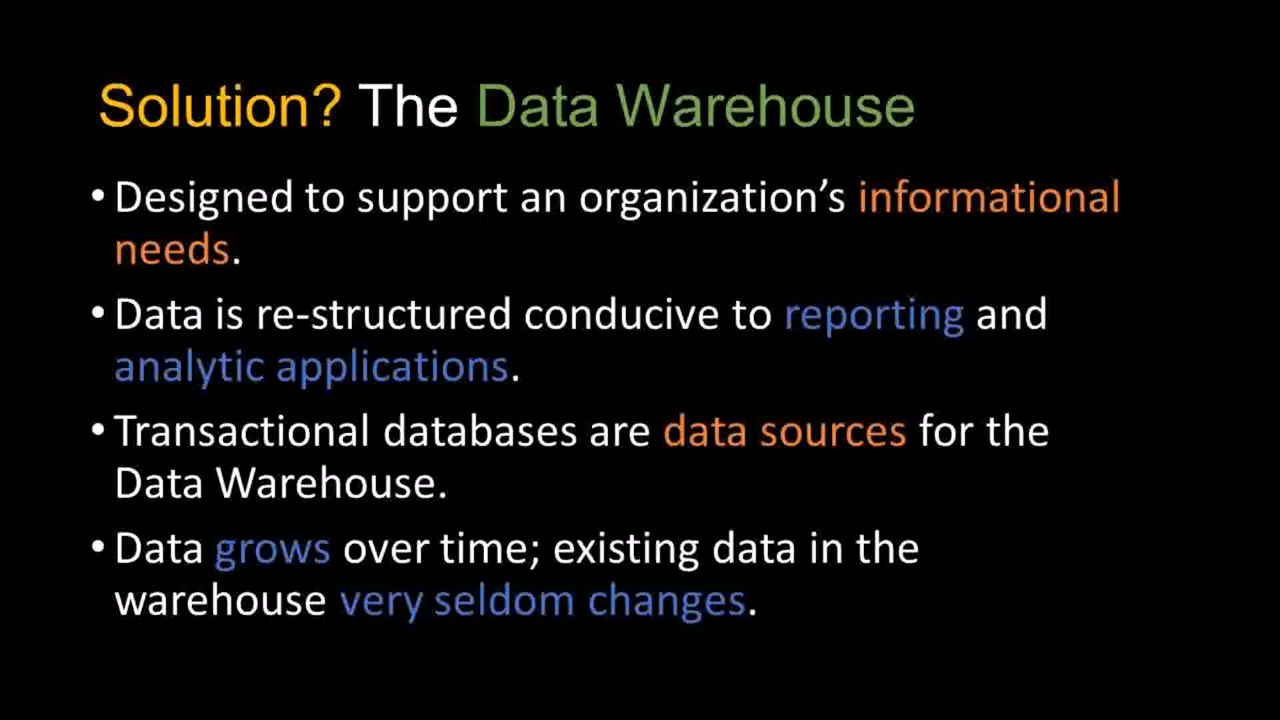 Solution? The Data Warehouse
• Designed to support an organization’s informational
needs.
• Data is re-structured conducive to reporting and
analytic applications.
• Transactional databases are data sources for the
Data Warehouse.
• Data grows over time; existing data in the
warehouse very seldom changes.